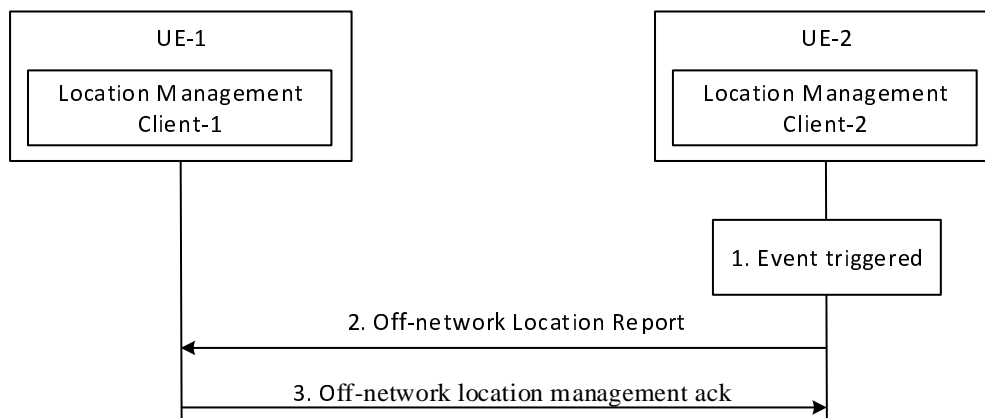 UE-1
UE-2
Location Management
Client-1
Location Management
Client-2
1. Event triggered
2. Off-network Location Report
3. Off-network location management ack